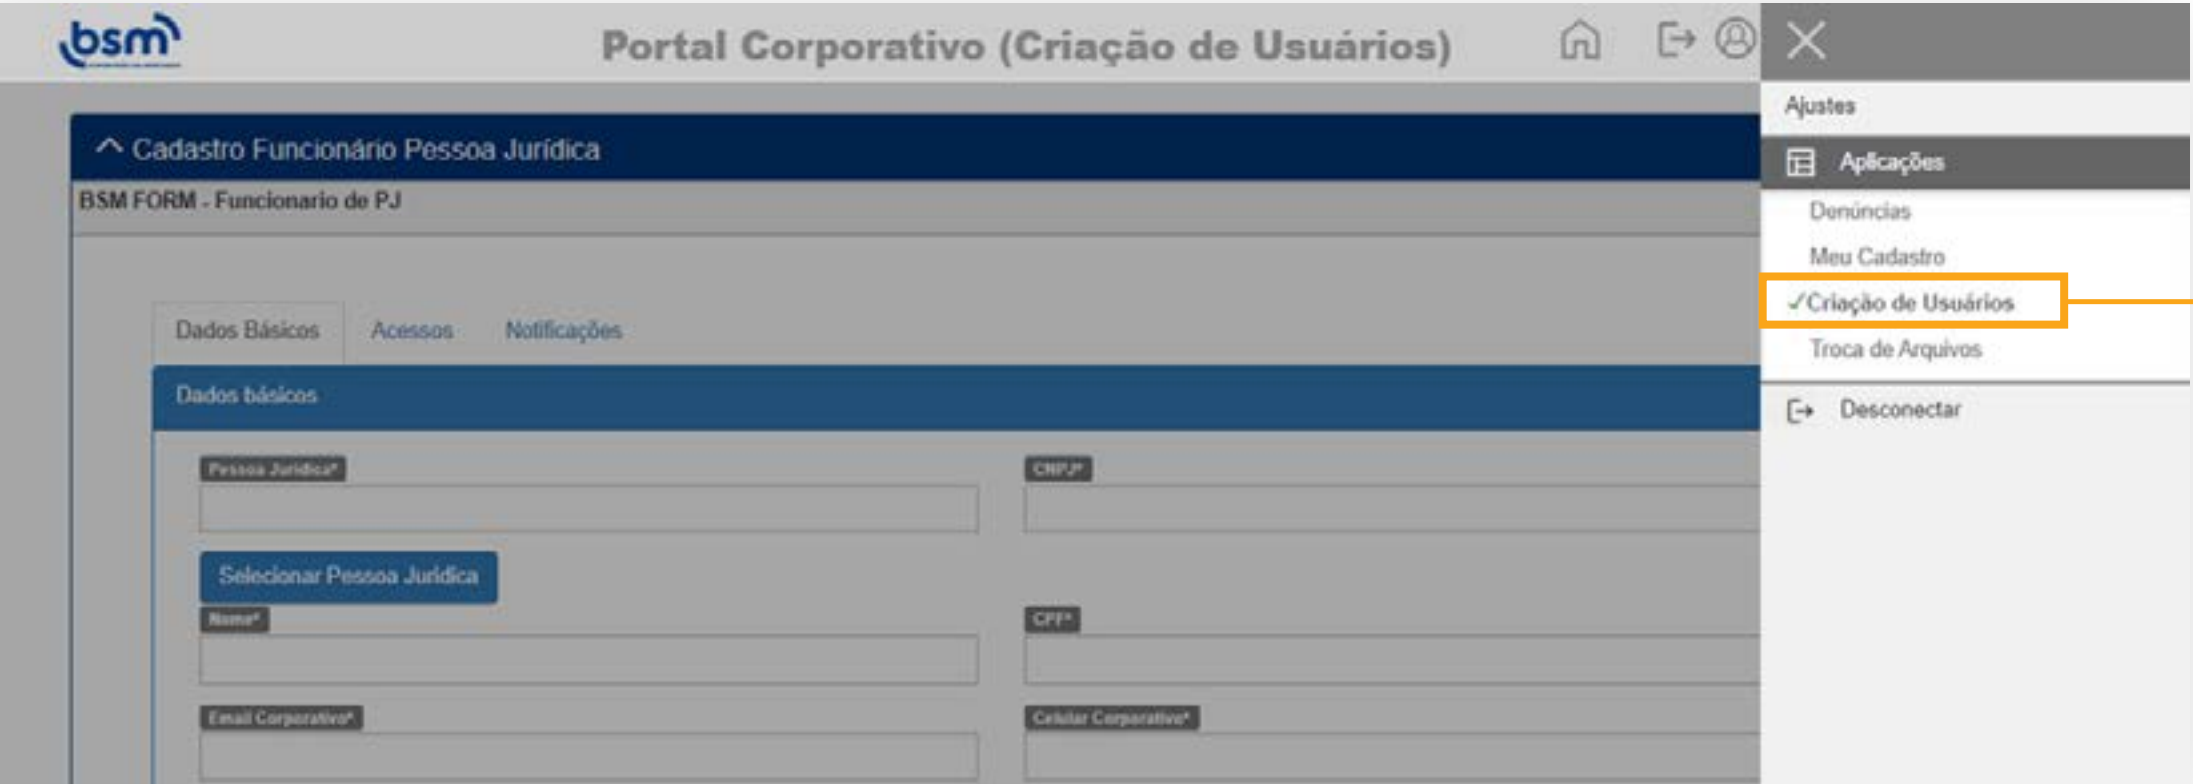 bsm
Portal Corporativo (Criação de Usuários)
Ajustes
Aplicações
Denúncias
Meu Cadastro
✓Criação de Usuários
Troca de Arquivos
Desconectar
Cadastro Funcionário Pessoa Jurídica
BSM FORM - Funcionario de PJ
Dados Básicos Acessos Notificações
Dados básicos
Pessoa Jurídica* CNPJ*
Selecionar Pessoa Jurídica
Nome* CPF*
Email Corporativo* Celular Corporativo*